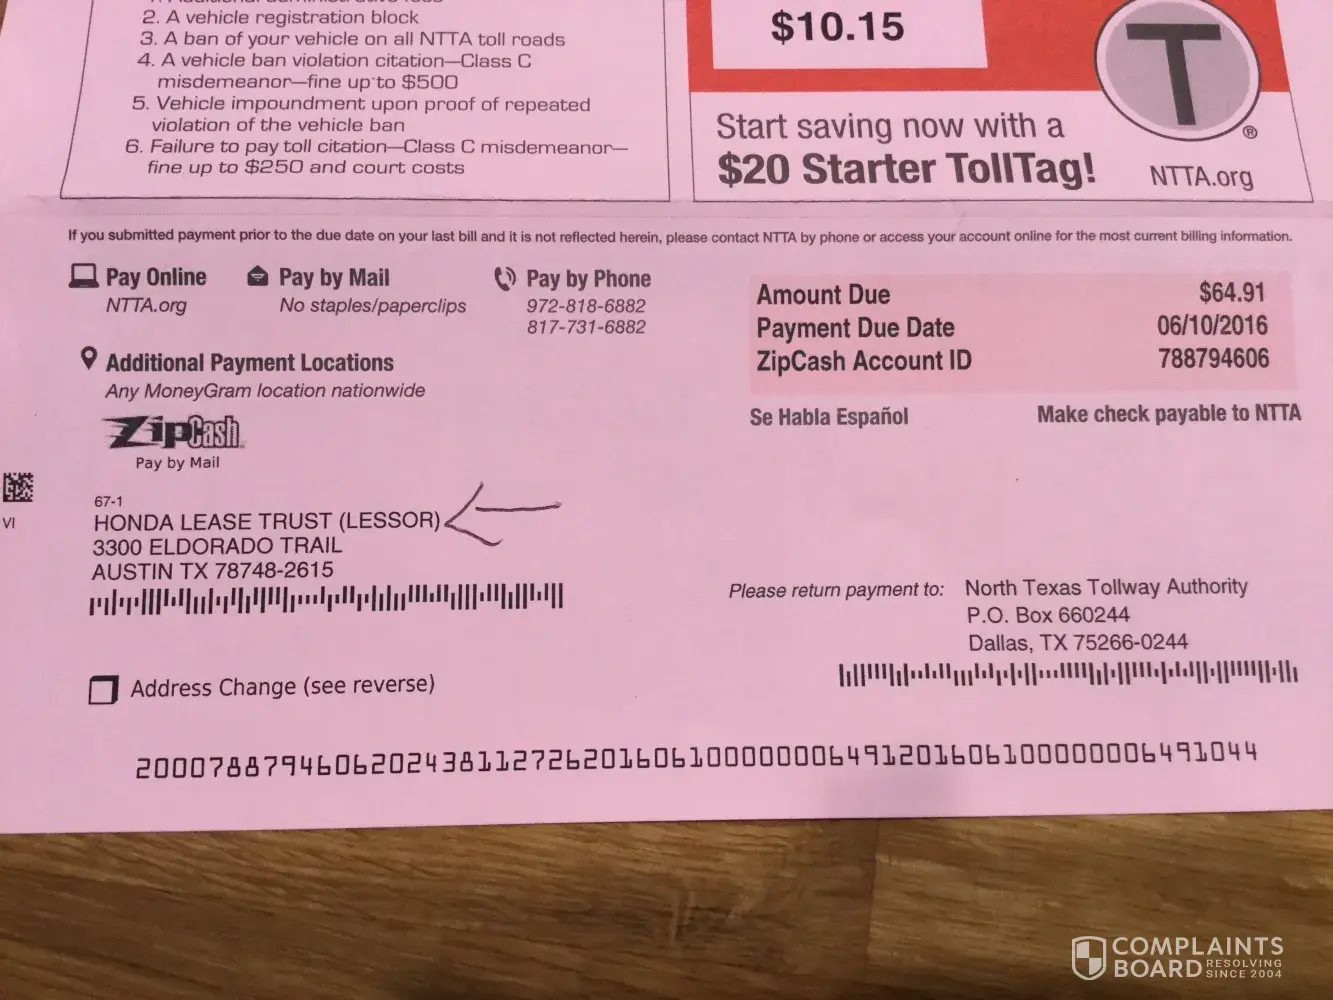 2. A vehicle registration block
3. A ban of your vehicle on all NTTA toll roads
4. A vehicle ban violation citation—Class C
misdemeanor—fine up to $500
5. Vehicle impoundment upon proof of repeated
violation of the vehicle ban
6. Failure to pay toll citation—Class C misdemeanor—
fine up to $250 and court costs
$10.15
T
®
Start saving now with a
$20 Starter TollTag!
NTTA.org
If you submitted payment prior to the due date on your last bill and it is not reflected herein, please contact NTTA by phone or access your account online for the most current billing information.
Pay Online
NTTA.org
Pay by Mail
No staples/paperclips
Pay by Phone
972-818-6882
817-731-6882
Additional Payment Locations
Any MoneyGram location nationwide
ZipCash
Pay by Mail
Amount Due $64.91
Payment Due Date 06/10/2016
ZipCash Account ID 788794606
Se Habla Español
Make check payable to NTTA
VI
67-1
HONDA LEASE TRUST (LESSOR)
3300 ELDORADO TRAIL
AUSTIN TX 78748-2615
Please return payment to: North Texas Tollway Authority
P.O. Box 660244
Dallas, TX 75266-0244
Address Change (see reverse)
2000788794606202438112726201606100000006491201606100000006491044
COMPLAINTS
BOARD RESOLVING
SINCE 2004